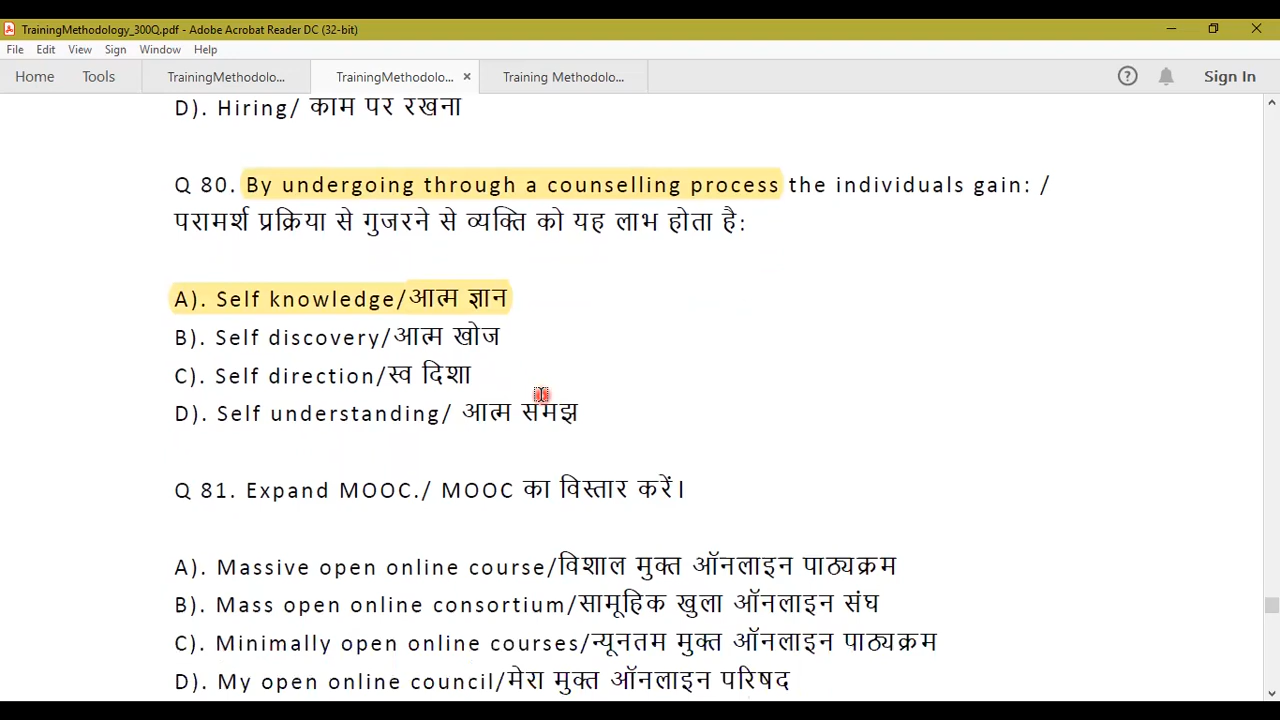 TrainingMethodology_300Q.pdf - Adobe Acrobat Reader DC (32-bit)
File Edit View Sign Window Help
Home Tools TrainingMethodolo... TrainingMethodolo... × Training Methodolo... Sign In
D). Hiring/ काम पर रखना
Q 80. By undergoing through a counselling process the individuals gain: /
परामर्श प्रक्रिया से गुजरने से व्यक्ति को यह लाभ होता है:
A). Self knowledge/आत्म ज्ञान
B). Self discovery/आत्म खोज
C). Self direction/स्व दिशा
D). Self understanding/ आत्म समझ
Q 81. Expand MOOC./ MOOC का विस्तार करें।
A). Massive open online course/विशाल मुक्त ऑनलाइन पाठ्यक्रम
B). Mass open online consortium/सामूहिक खुला ऑनलाइन संघ
C). Minimally open online courses/न्यूनतम मुक्त ऑनलाइन पाठ्यक्रम
D). My open online council/मेरा मुक्त ऑनलाइन परिषद